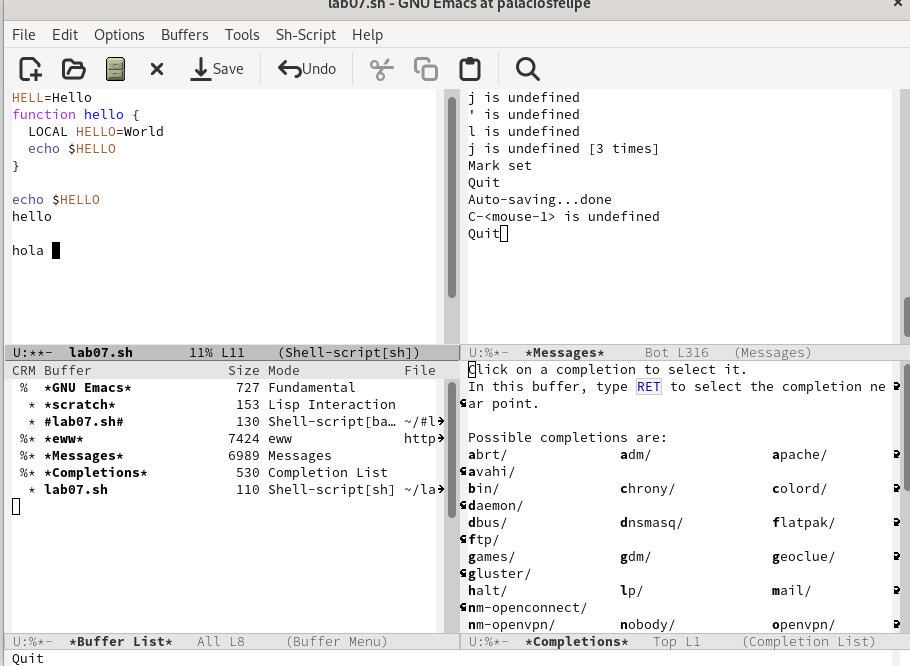 lab07.sh - GNU Emacs at palaciosfelipe
File Edit Options Buffers Tools Sh-Script Help
Save Undo
HELL=Hello
function hello {
  LOCAL HELLO=World
  echo $HELLO
}
echo $HELLO
hello
hola
U:**-  lab07.sh       11% L11    (Shell-script[sh])
j is undefined
' is undefined
l is undefined
j is undefined [3 times]
Mark set
Quit
Auto-saving...done
C-<mouse-1> is undefined
Quit
U:%*-  *Messages*     Bot L316   (Messages)
CRM Buffer            Size Mode             File
 %  *GNU Emacs*            727 Fundamental
  * *scratch*              153 Lisp Interaction
  * #lab07.sh#             130 Shell-script[ba… ~/#l
 %* *eww*                 7424 eww              http
 %* *Messages*            6989 Messages
 %* *Completions*          530 Completion List
  * lab07.sh               110 Shell-script[sh] ~/la
U:%*-  *Buffer List*   All L8     (Buffer Menu)
Click on a completion to select it.
In this buffer, type RET to select the completion ne
ar point.
Possible completions are:
abrt/              adm/               apache/
avahi/
bin/               chrony/            colord/
daemon/
dbus/              dnsmasq/           flatpak/
ftp/
games/             gdm/               geoclue/
gluster/
halt/              lp/                mail/
nm-openconnect/
nm-openvpn/        nobody/            openvpn/
U:%*-  *Completions*   Top L1     (Completion List)
Quit